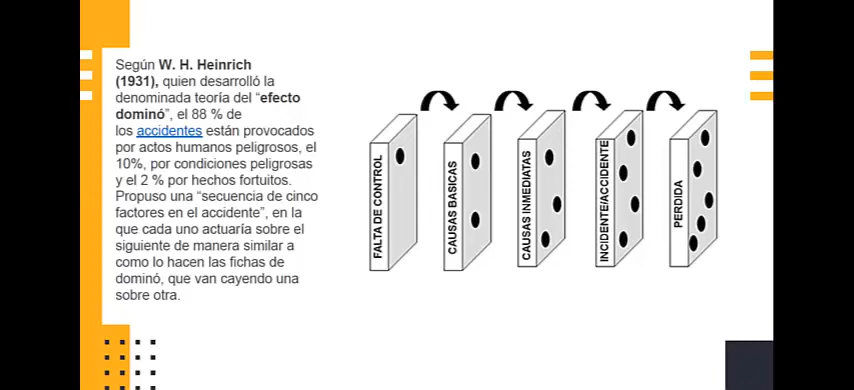 Según W. H. Heinrich
(1931), quien desarrolló la
denominada teoría del “efecto
dominó”, el 88 % de
los accidentes están provocados
por actos humanos peligrosos, el
10%, por condiciones peligrosas
y el 2 % por hechos fortuitos.
Propuso una “secuencia de cinco
factores en el accidente”, en la
que cada uno actuaría sobre el
siguiente de manera similar a
como lo hacen las fichas de
dominó, que van cayendo una
sobre otra.
FALTA DE CONTROL
CAUSAS BASICAS
CAUSAS INMEDIATAS
INCIDENTE/ACCIDENTE
PERDIDA